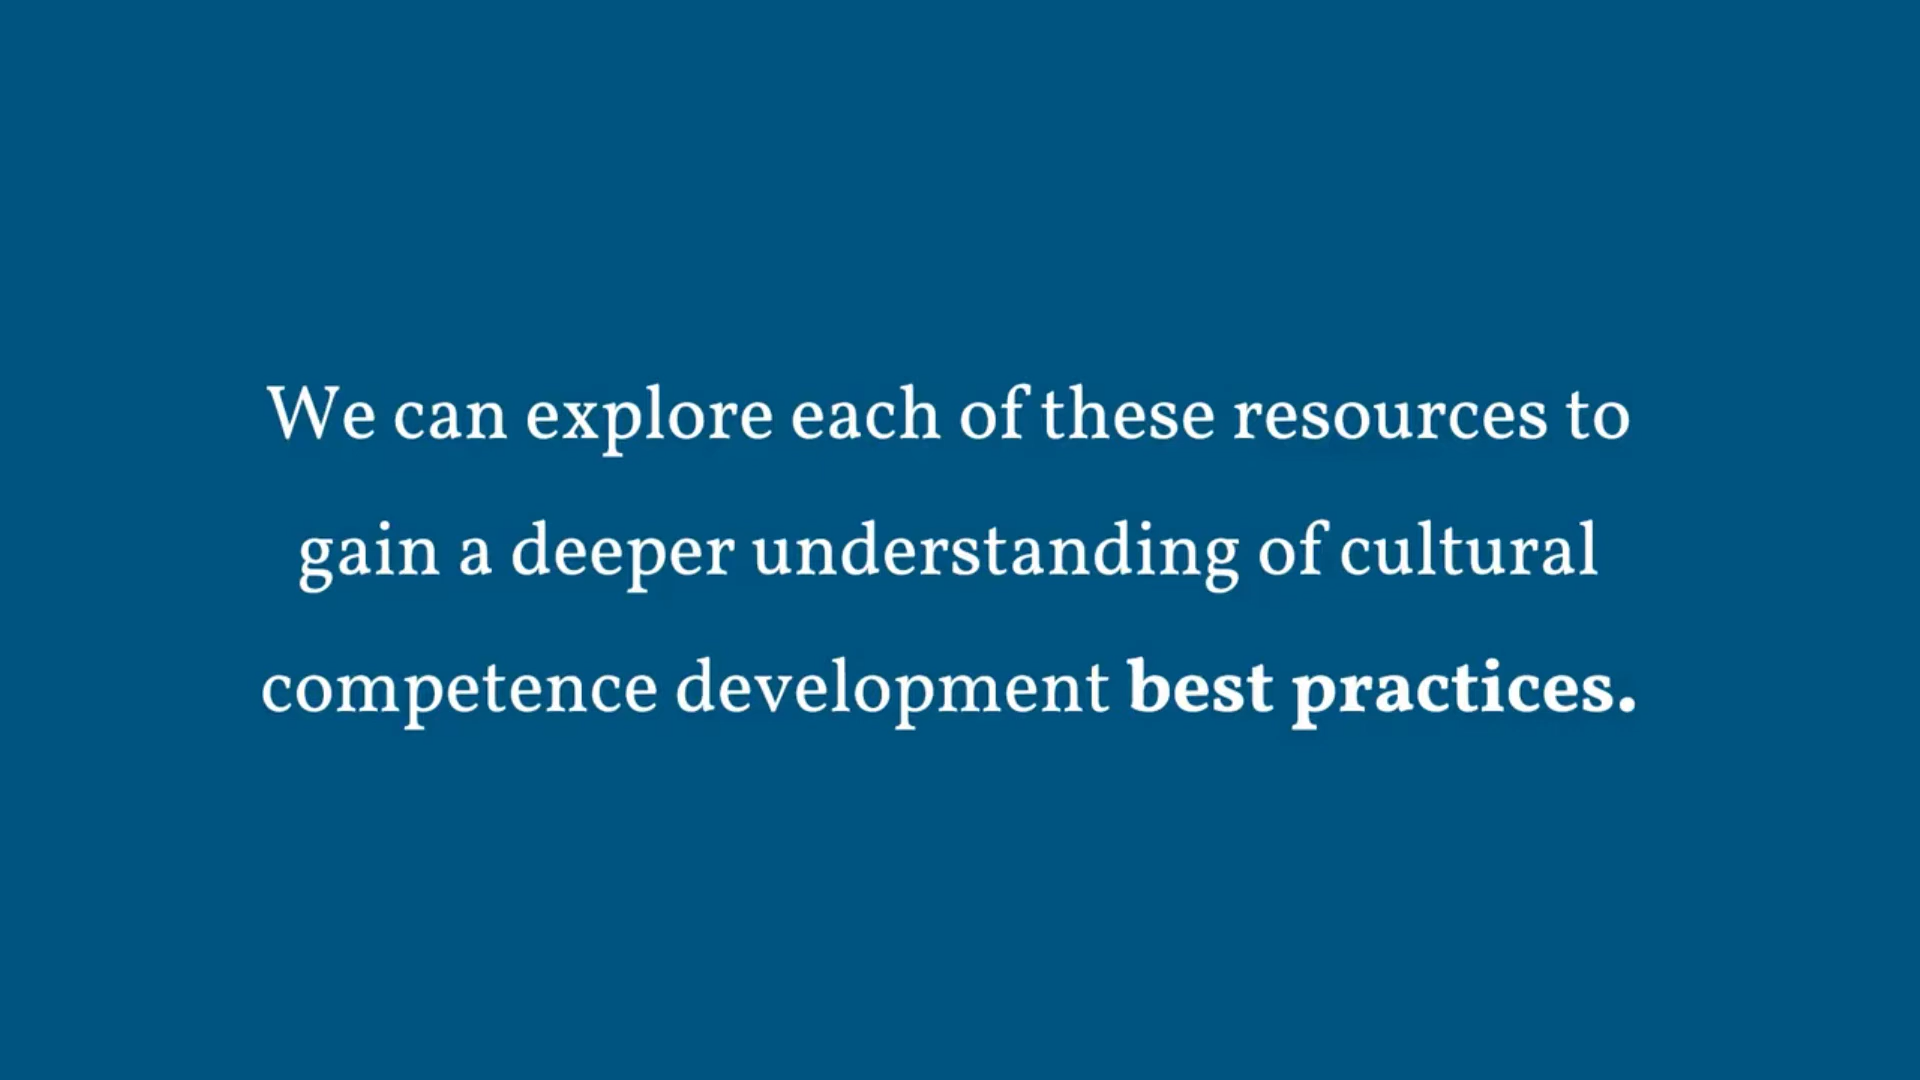 We can explore each of these resources to
gain a deeper understanding of cultural
competence development best practices.